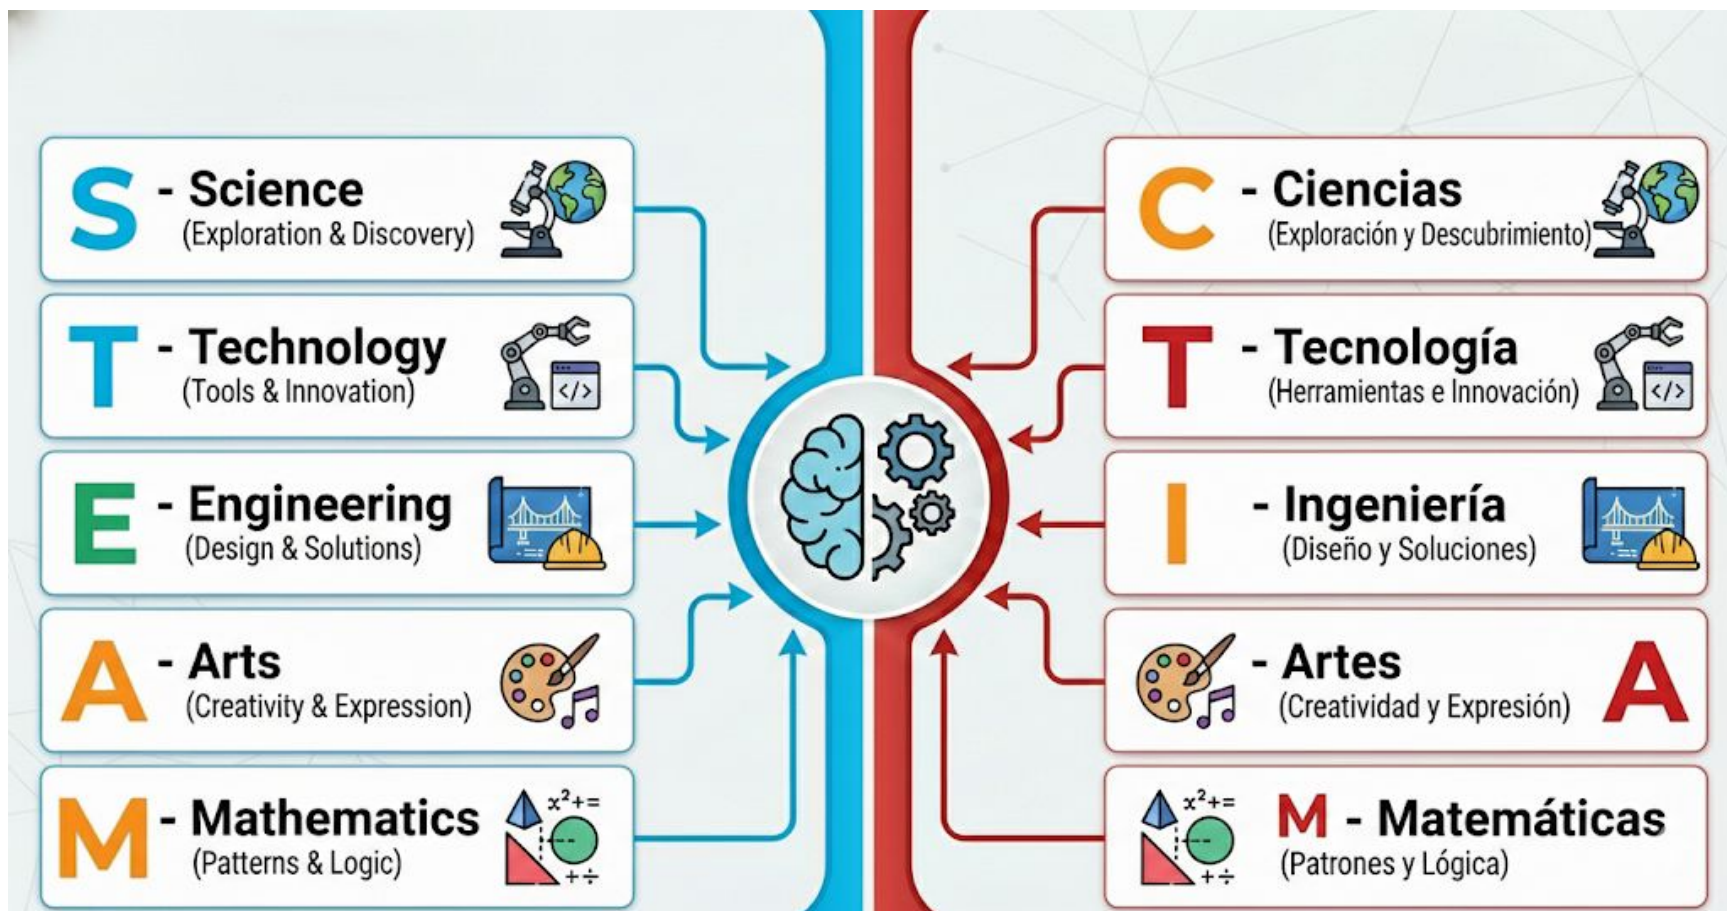 S - Science
(Exploration & Discovery)
T - Technology
(Tools & Innovation)
</>
E - Engineering
(Design & Solutions)
A - Arts
(Creativity & Expression)
M - Mathematics
(Patterns & Logic)
x²+=
+÷
C - Ciencias
(Exploración y Descubrimiento)
T - Tecnología
(Herramientas e Innovación)
</>
I - Ingeniería
(Diseño y Soluciones)
- Artes A
(Creatividad y Expresión)
x²+=
M - Matemáticas
(Patrones y Lógica)
+÷